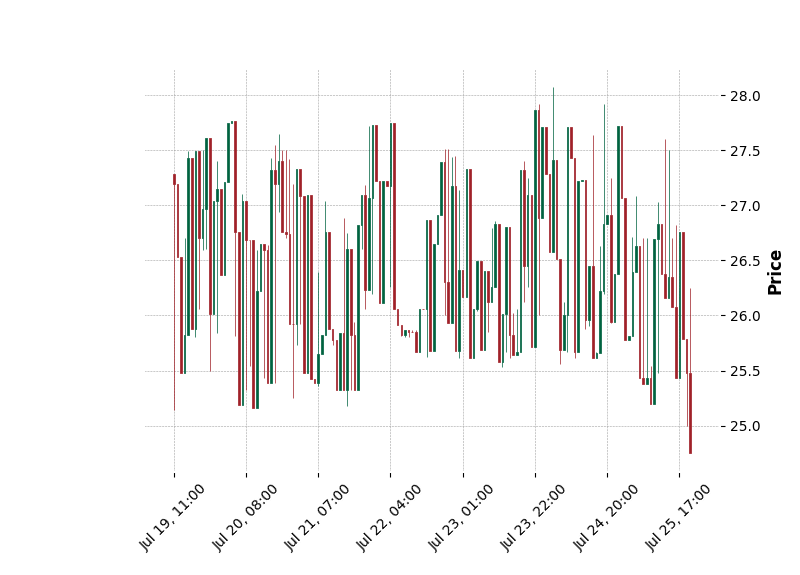 28.0
27.5
27.0
26.5
26.0
25.5
25.0
Price
Jul 19, 11:00
Jul 20, 08:00
Jul 21, 07:00
Jul 22, 04:00
Jul 23, 01:00
Jul 23, 22:00
Jul 24, 20:00
Jul 25, 17:00